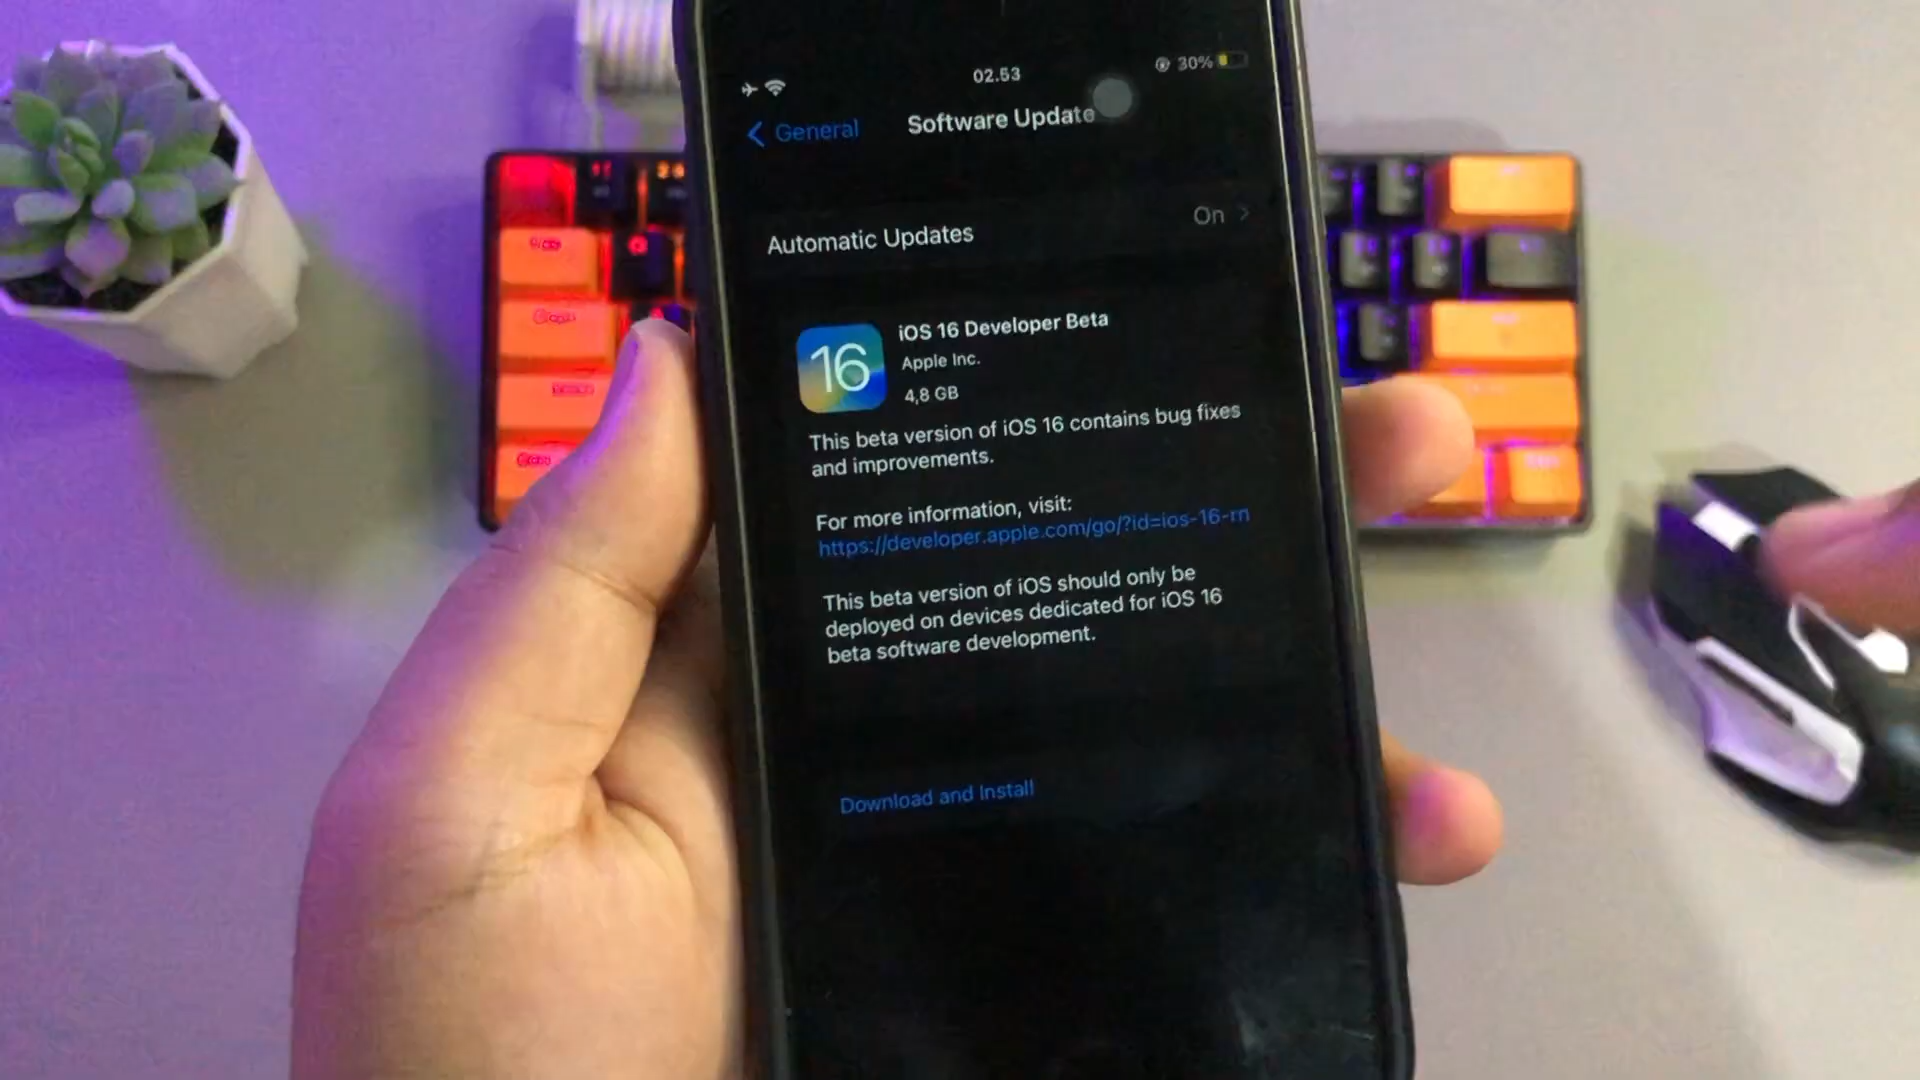 02.53
30%
General
Software Update
Automatic Updates
On
16
iOS 16 Developer Beta
Apple Inc.
4,8 GB
This beta version of iOS 16 contains bug fixes
and improvements.
For more information, visit:
https://developer.apple.com/go/?id=ios-16-rn
This beta version of iOS should only be
deployed on devices dedicated for iOS 16
beta software development.
Download and Install